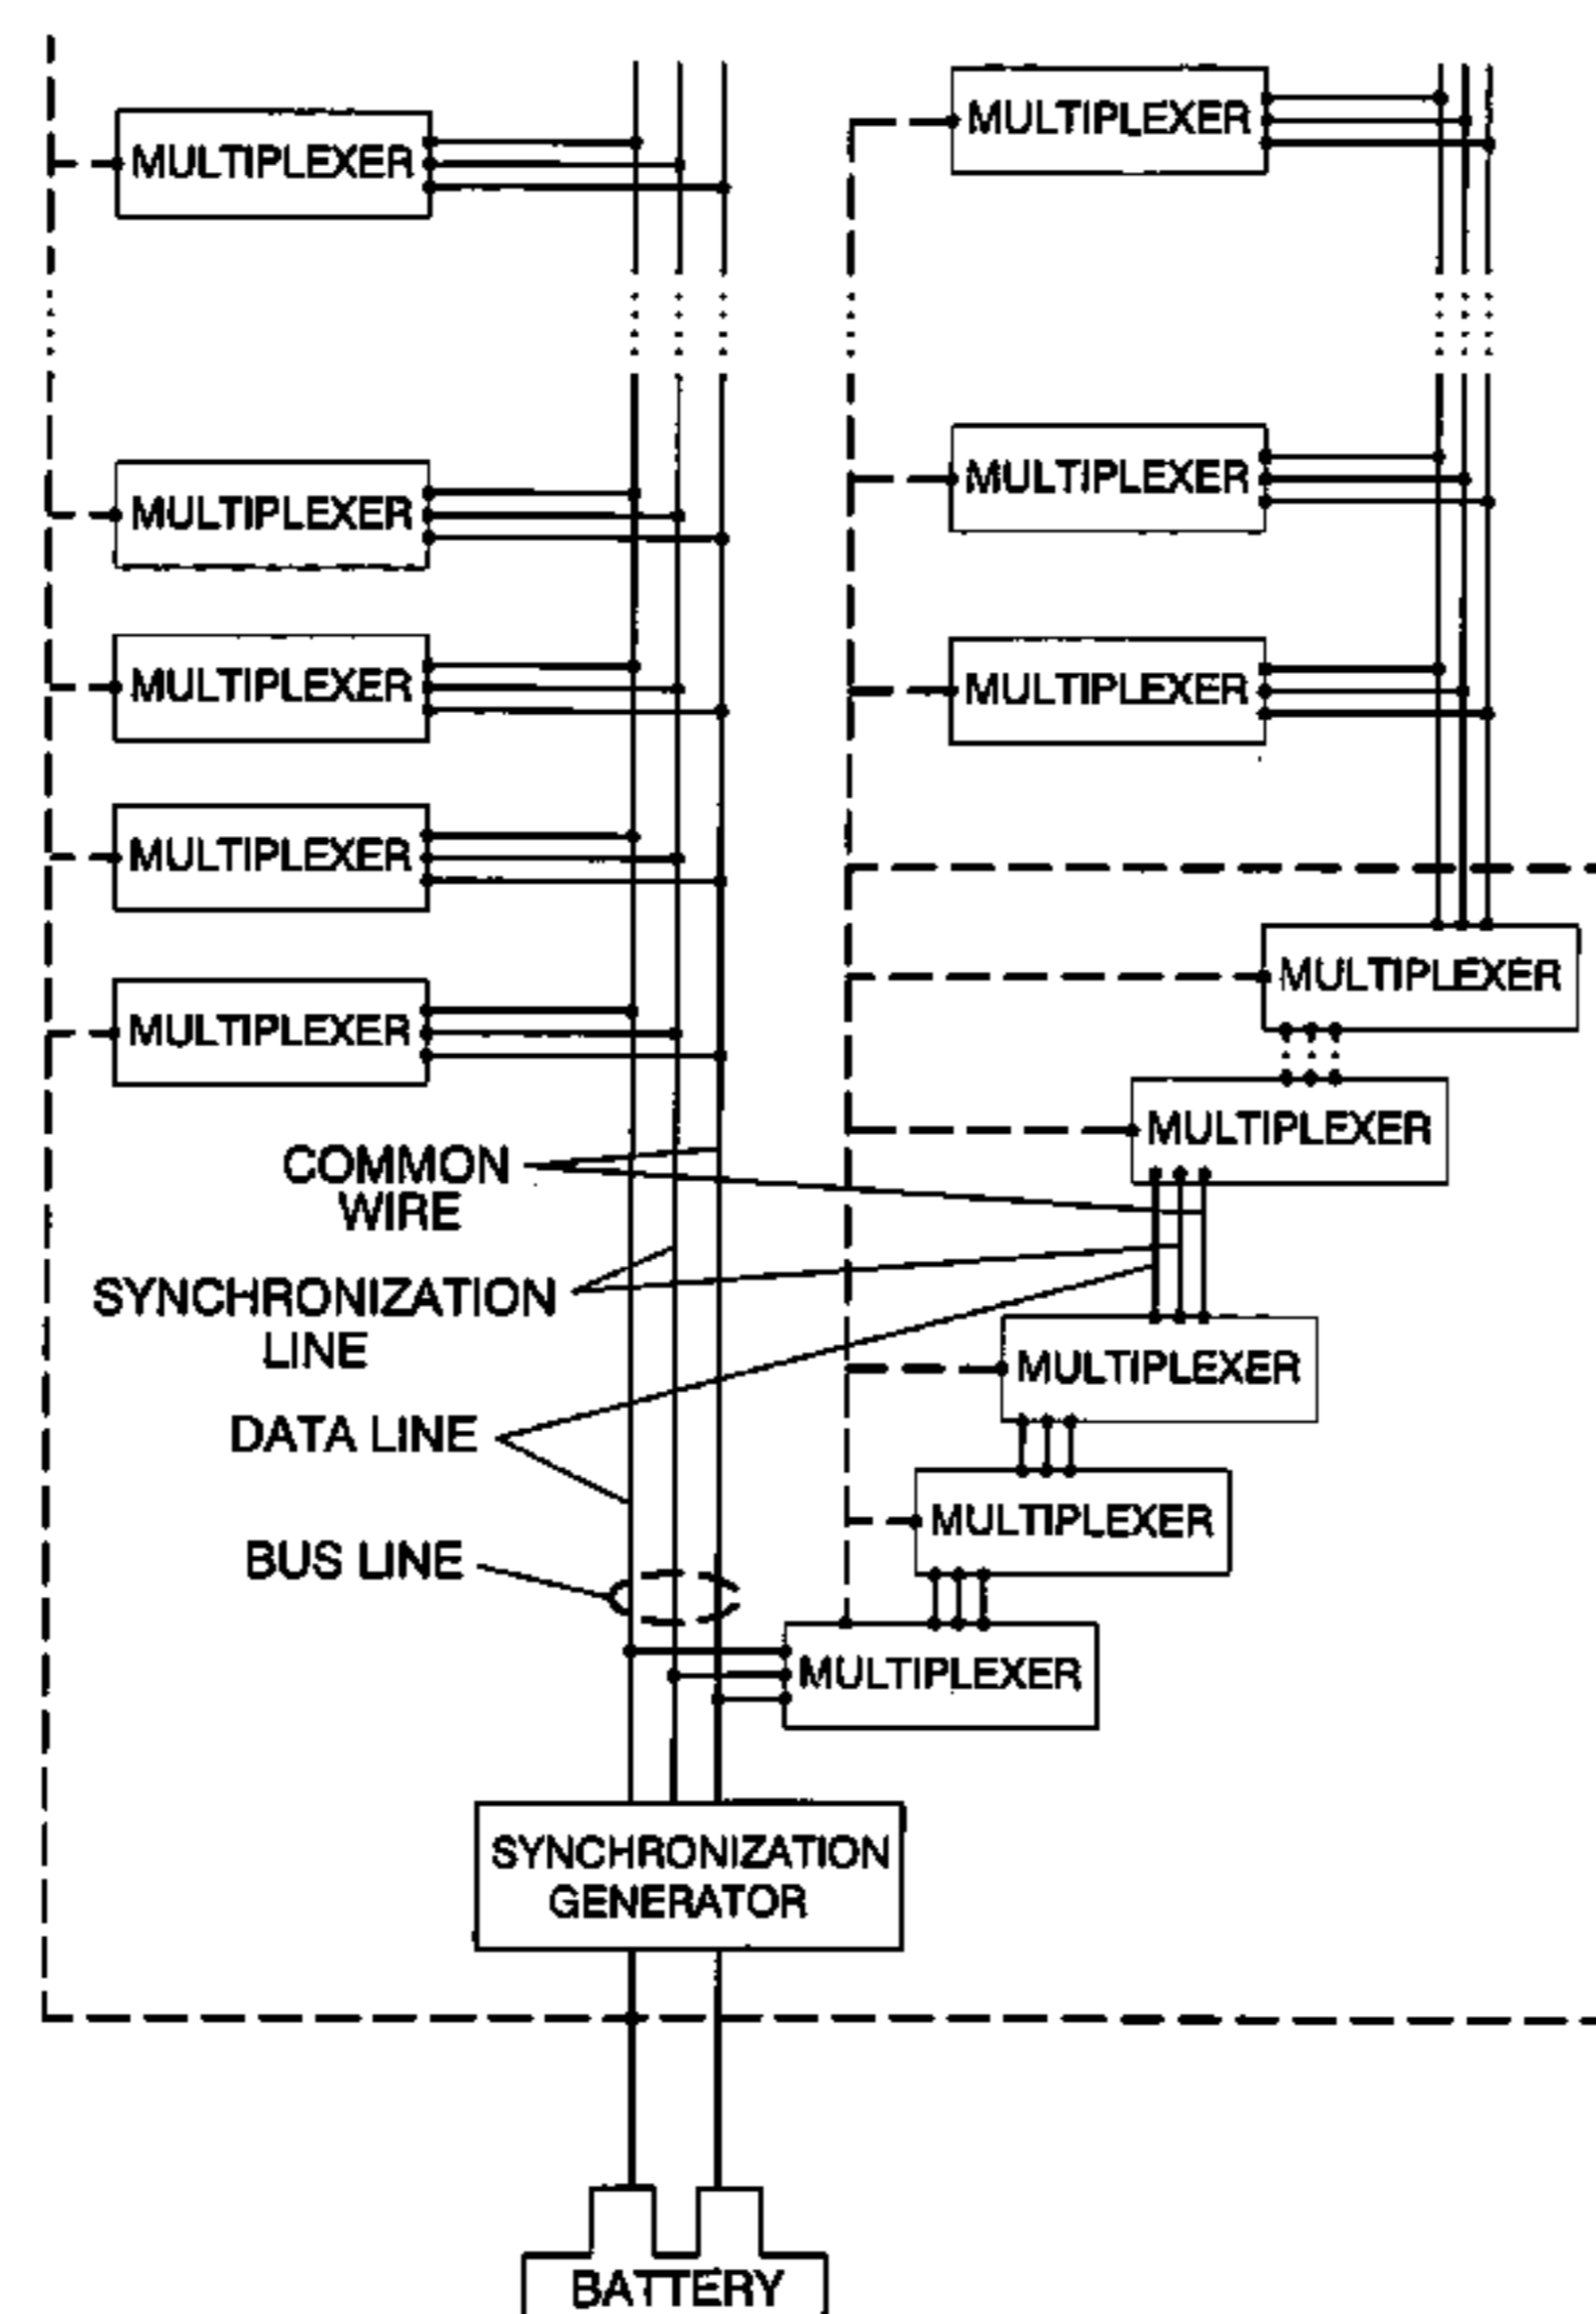 MULTIPLEXER
MULTIPLEXER
MULTIPLEXER
MULTIPLEXER
MULTIPLEXER
MULTIPLEXER
MULTIPLEXER
MULTIPLEXER
MULTIPLEXER
MULTIPLEXER
COMMON
WIRE
SYNCHRONIZATION
LINE
MULTIPLEXER
DATA LINE
MULTIPLEXER
BUS LINE
MULTIPLEXER
SYNCHRONIZATION
GENERATOR
BATTERY